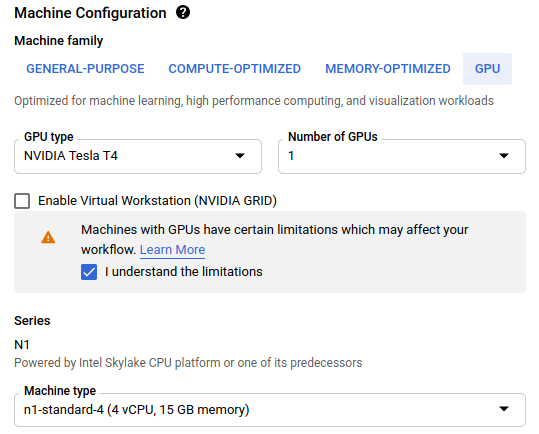 Machine Configuration ?
Machine family
GENERAL-PURPOSE COMPUTE-OPTIMIZED MEMORY-OPTIMIZED GPU
Optimized for machine learning, high performance computing, and visualization workloads
GPU type Number of GPUs
NVIDIA Tesla T4 1
Enable Virtual Workstation (NVIDIA GRID)
Machines with GPUs have certain limitations which may affect your
workflow. Learn More
I understand the limitations
Series
N1
Powered by Intel Skylake CPU platform or one of its predecessors
Machine type
n1-standard-4 (4 vCPU, 15 GB memory)